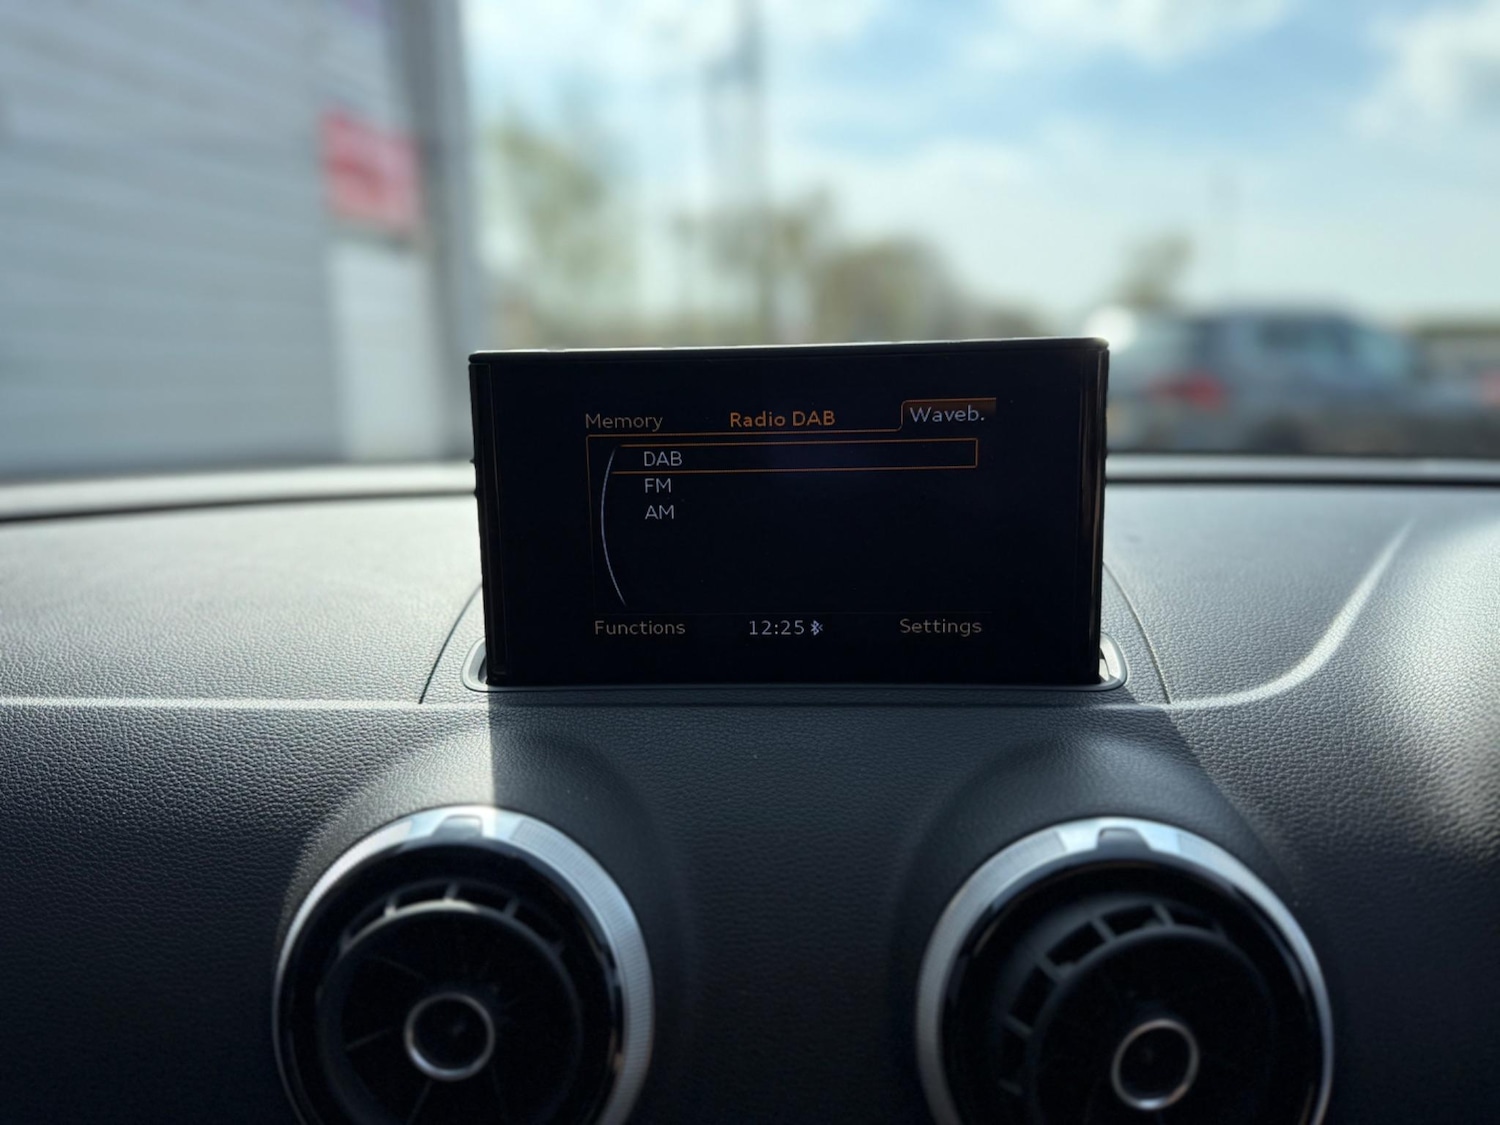 Memory Radio DAB Waveb.
DAB
FM
AM
Functions 12:25 Settings